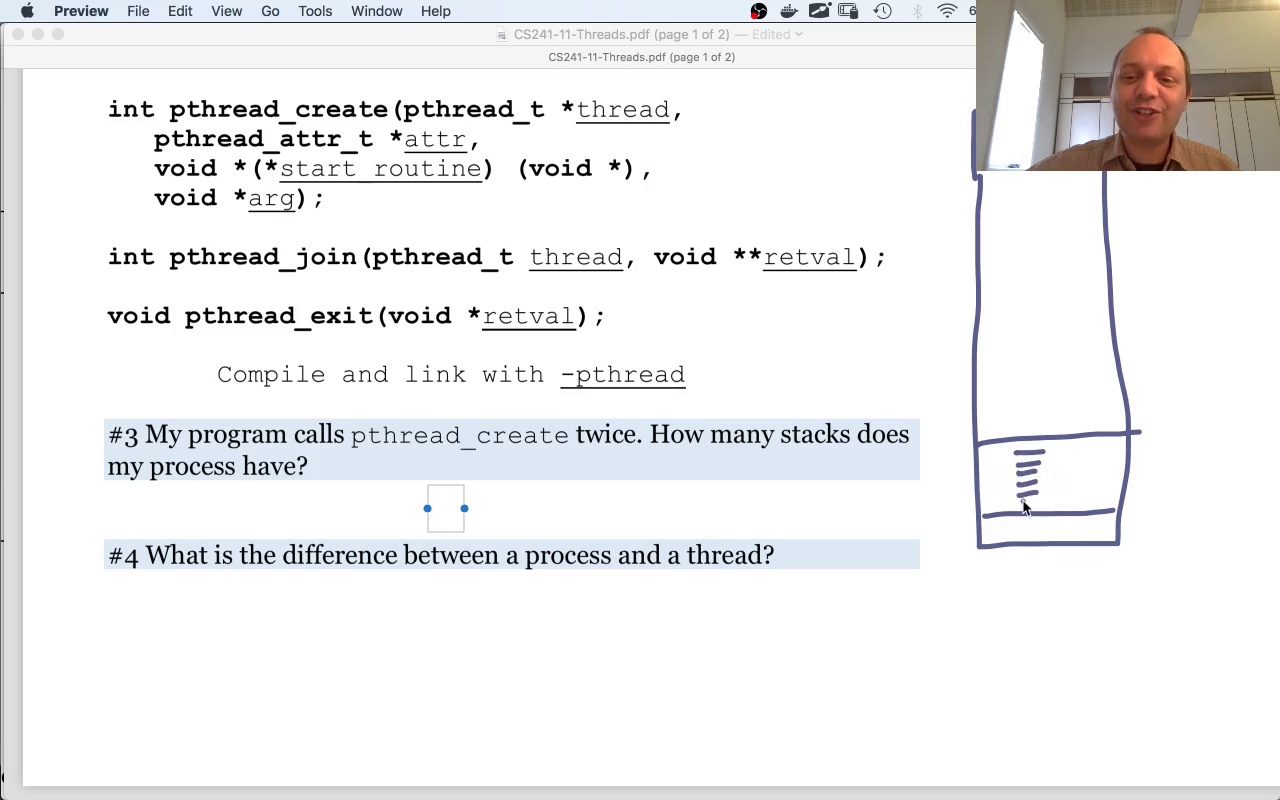 Preview File Edit View Go Tools Window Help 6
CS241-11-Threads.pdf (page 1 of 2) — Edited
CS241-11-Threads.pdf (page 1 of 2)
int pthread_create(pthread_t *thread,
pthread_attr_t *attr,
void *(*start_routine) (void *),
void *arg);
int pthread_join(pthread_t thread, void **retval);
void pthread_exit(void *retval);
Compile and link with -pthread
#3 My program calls pthread_create twice. How many stacks does
my process have?
#4 What is the difference between a process and a thread?